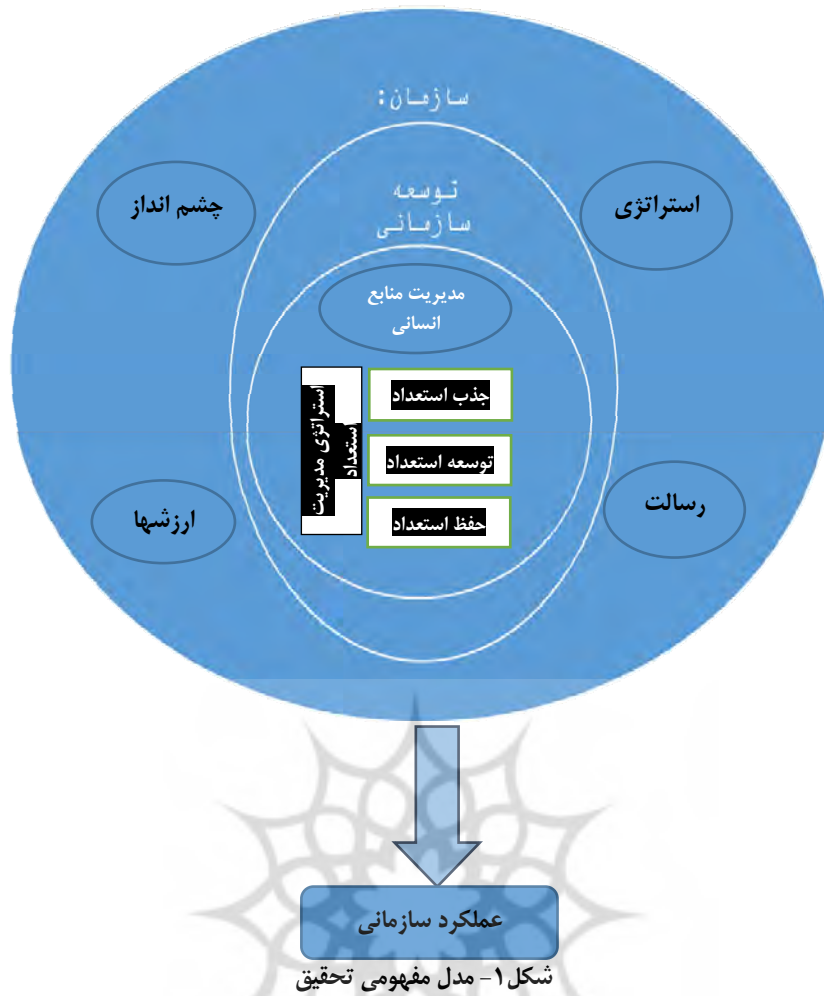 سازمان:
استراتژی
چشم انداز
توسعه
سازمانی
مدیریت منابع
انسانی
استراتژی مدیریت
استعداد
جذب استعداد
توسعه استعداد
حفظ استعداد
رسالت
ارزشها
عملکرد سازمانی
شکل۱- مدل مفهومی تحقیق